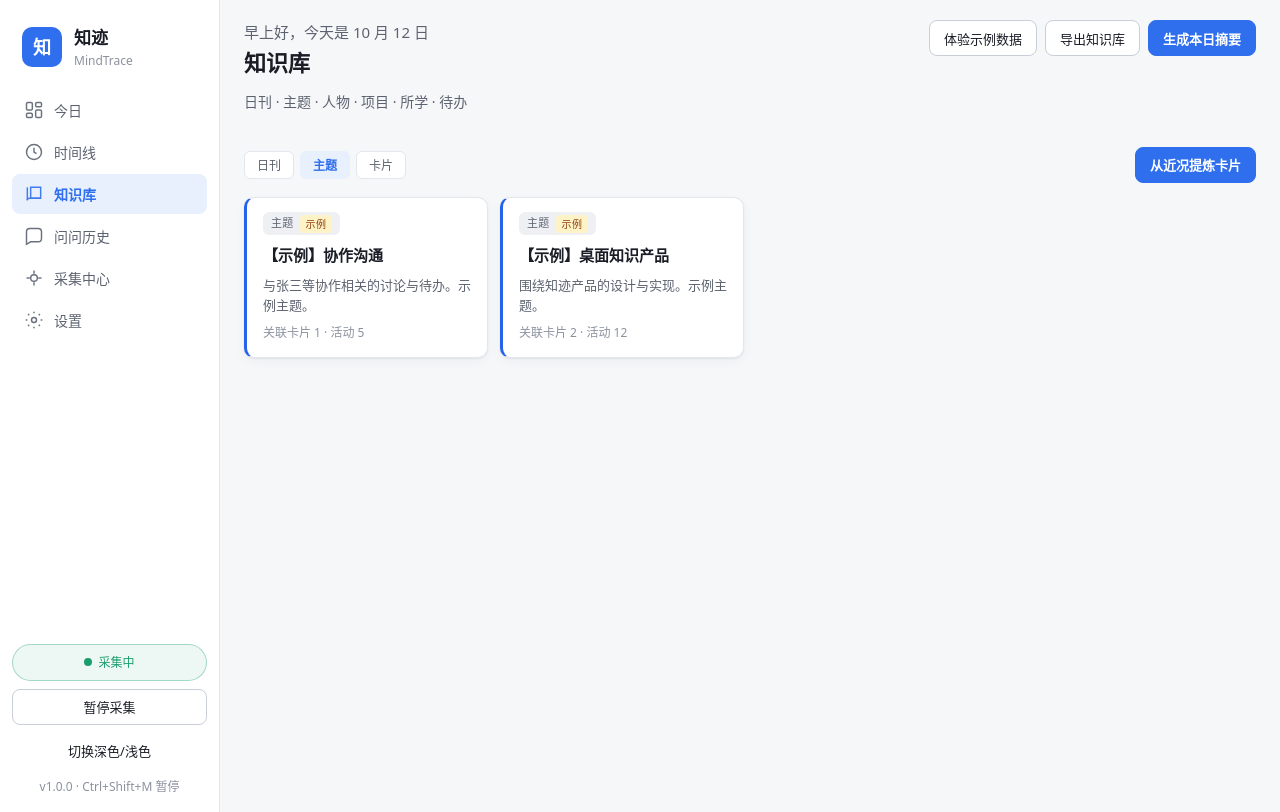 知
知迹
MindTrace
今日
时间线
知识库
问问历史
采集中心
设置
采集中
暂停采集
切换深色/浅色
v1.0.0 · Ctrl+Shift+M 暂停
早上好，今天是 10 月 12 日
知识库
日刊 · 主题 · 人物 · 项目 · 所学 · 待办
体验示例数据
导出知识库
生成本日摘要
日刊
主题
卡片
从近况提炼卡片
主题 示例
【示例】协作沟通
与张三等协作相关的讨论与待办。示
例主题。
关联卡片 1 · 活动 5
主题 示例
【示例】桌面知识产品
围绕知迹产品的设计与实现。示例主
题。
关联卡片 2 · 活动 12